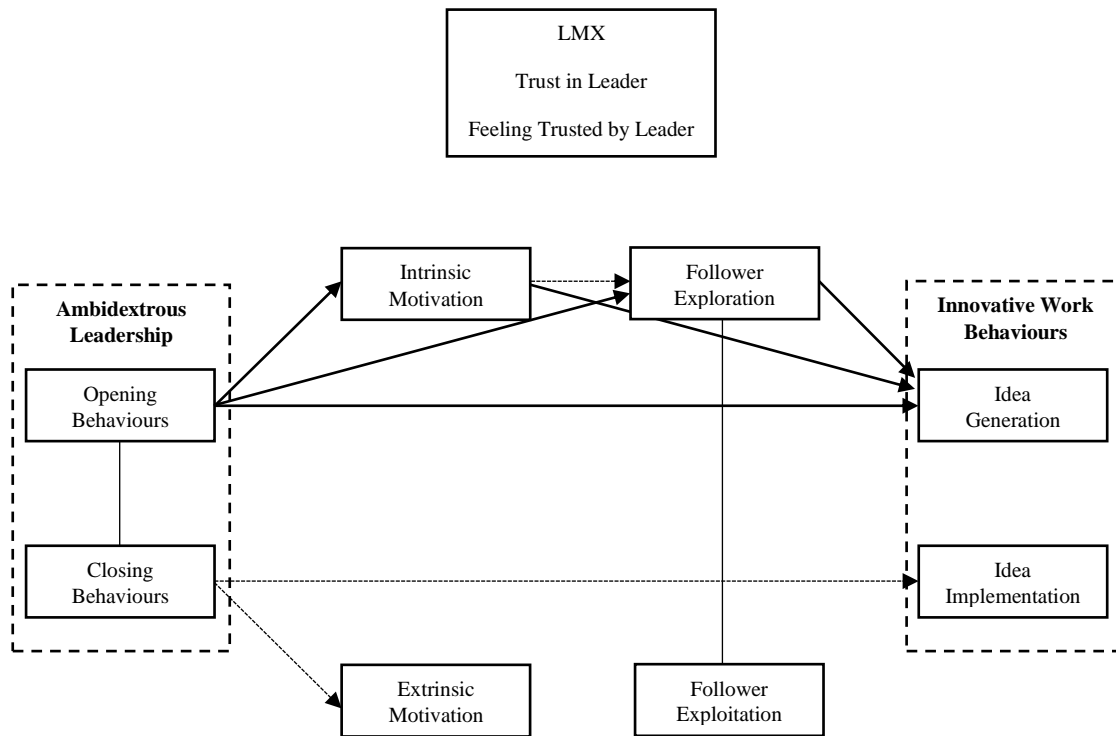 LMX
Trust in Leader
Feeling Trusted by Leader
Intrinsic
Motivation
Follower
Exploration
Ambidextrous
Leadership
Innovative Work
Behaviours
Opening
Behaviours
Idea
Generation
Closing
Behaviours
Idea
Implementation
Extrinsic
Motivation
Follower
Exploitation